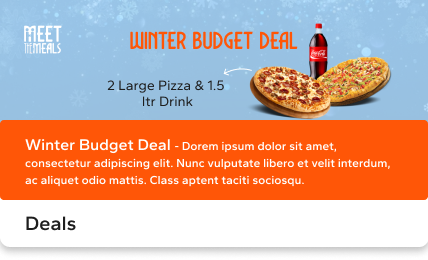 MEET
THE MEALS
WINTER BUDGET DEAL
Coca-Cola
2 Large Pizza & 1.5
ltr Drink
Winter Budget Deal - Dorem ipsum dolor sit amet,
consectetur adipiscing elit. Nunc vulputate libero et velit interdum,
ac aliquet odio mattis. Class aptent taciti sociosqu.
Deals